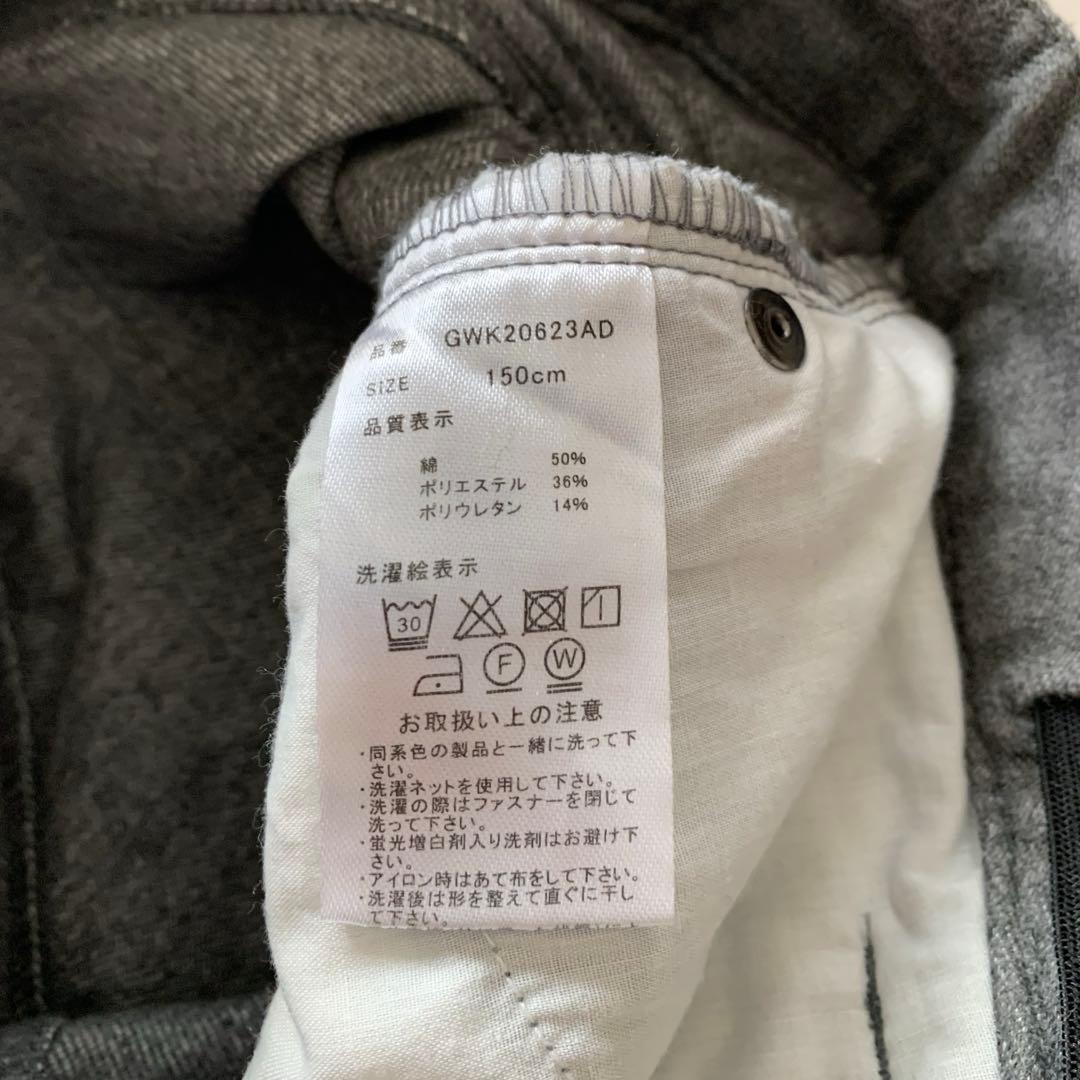 品番 GWK20623AD
SIZE 150cm
品質表示
綿 50%
ポリエステル 36%
ポリウレタン 14%
洗濯絵表示
30
F W
お取扱い上の注意
・同系色の製品と一緒に洗って下
さい。
・洗濯ネットを使用して下さい。
・洗濯の際はファスナーを閉じて
洗って下さい。
・蛍光増白剤入り洗剤はお避け下
さい。
・アイロン時はあて布をして下さい。
・洗濯後は形を整えて直ぐに干し
て下さい。